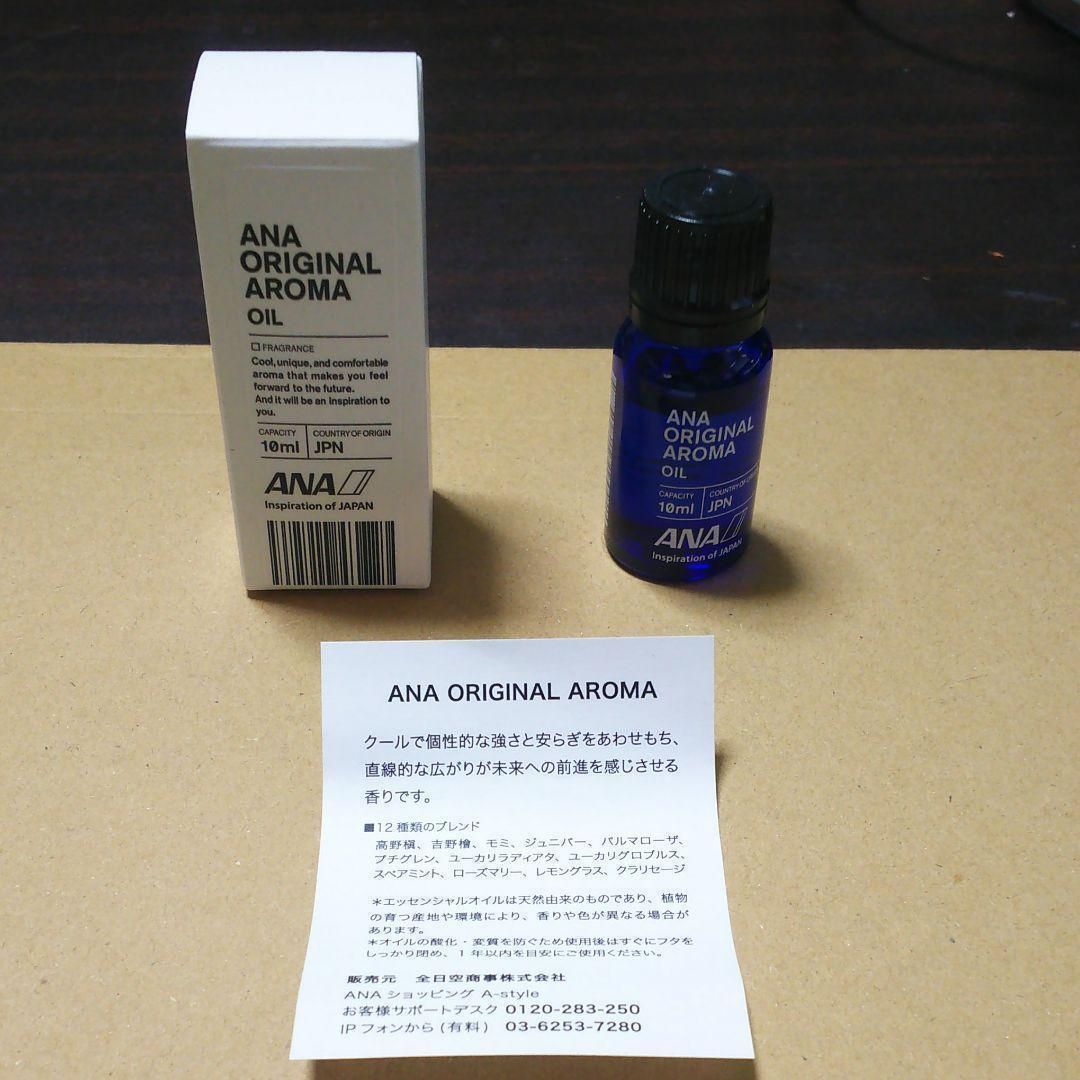 ANA
ORIGINAL
AROMA
OIL
FRAGRANCE
Cool, unique, and comfortable
aroma that makes you feel
forward to the future.
And it will be an Inspiration to
you.
CAPACITY
10ml
COUNTRY OF ORIGIN
JPN
ANA
Inspiration of JAPAN
ANA
ORIGINAL
AROMA
OIL
CAPACITY
10ml
COUNTRY OF
JPN
ANA
Inspiration of JAPAN
ANA ORIGINAL AROMA
クールで個性的な強さと安らぎをあわせもち、
直線的な広がりが未来への前進を感じさせる
香りです。
■12種類のブレンド
高野槇、吉野檜、モミ、ジュニパー、パルマローザ、
プチグレン、ユーカリラディアタ、ユーカリグロブルス、
スペアミント、ローズマリー、レモングラス、クラリセージ
＊エッセンシャルオイルは天然由来のものであり、植物
の育つ産地や環境により、香りや色が異なる場合が
あります。
＊オイルの酸化・変質を防ぐため使用後はすぐにフタを
しっかり閉め、1年以内を目安にご使用ください。
販売元 全日空商事株式会社
ANAショッピング A-style
お客様サポートデスク 0120-283-250
IPフォンから(有料) 03-6253-7280